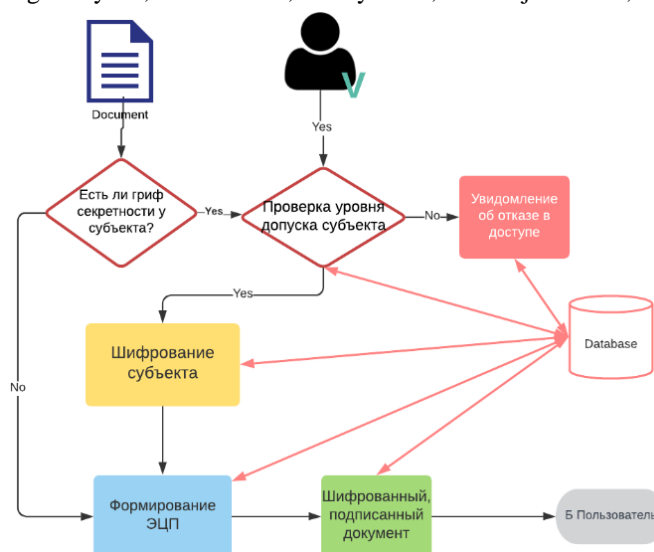 V
Document
Yes
Есть ли гриф
секретности у
субъекта?
Yes
Проверка уровня
допуска субъекта
No
Увидомление
об отказе в
доступе
Yes
Database
Шифрование
субъекта
No
Формирование
ЭЦП
Шифрованный,
подписанный
документ
Б Пользователь